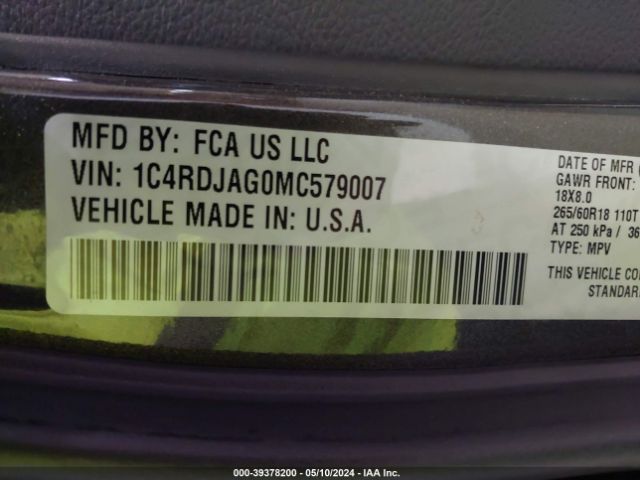 MFD BY: FCA US LLC
VIN: 1C4RDJAG0MC579007
VEHICLE MADE IN: U.S.A.
DATE OF MFR
GAWR FRONT:
18X8.0
265/60R18 110T
AT 250 kPa / 36
TYPE: MPV
THIS VEHICLE CO
STANDAR
000-39378200 - 05/10/2024 - IAA Inc.